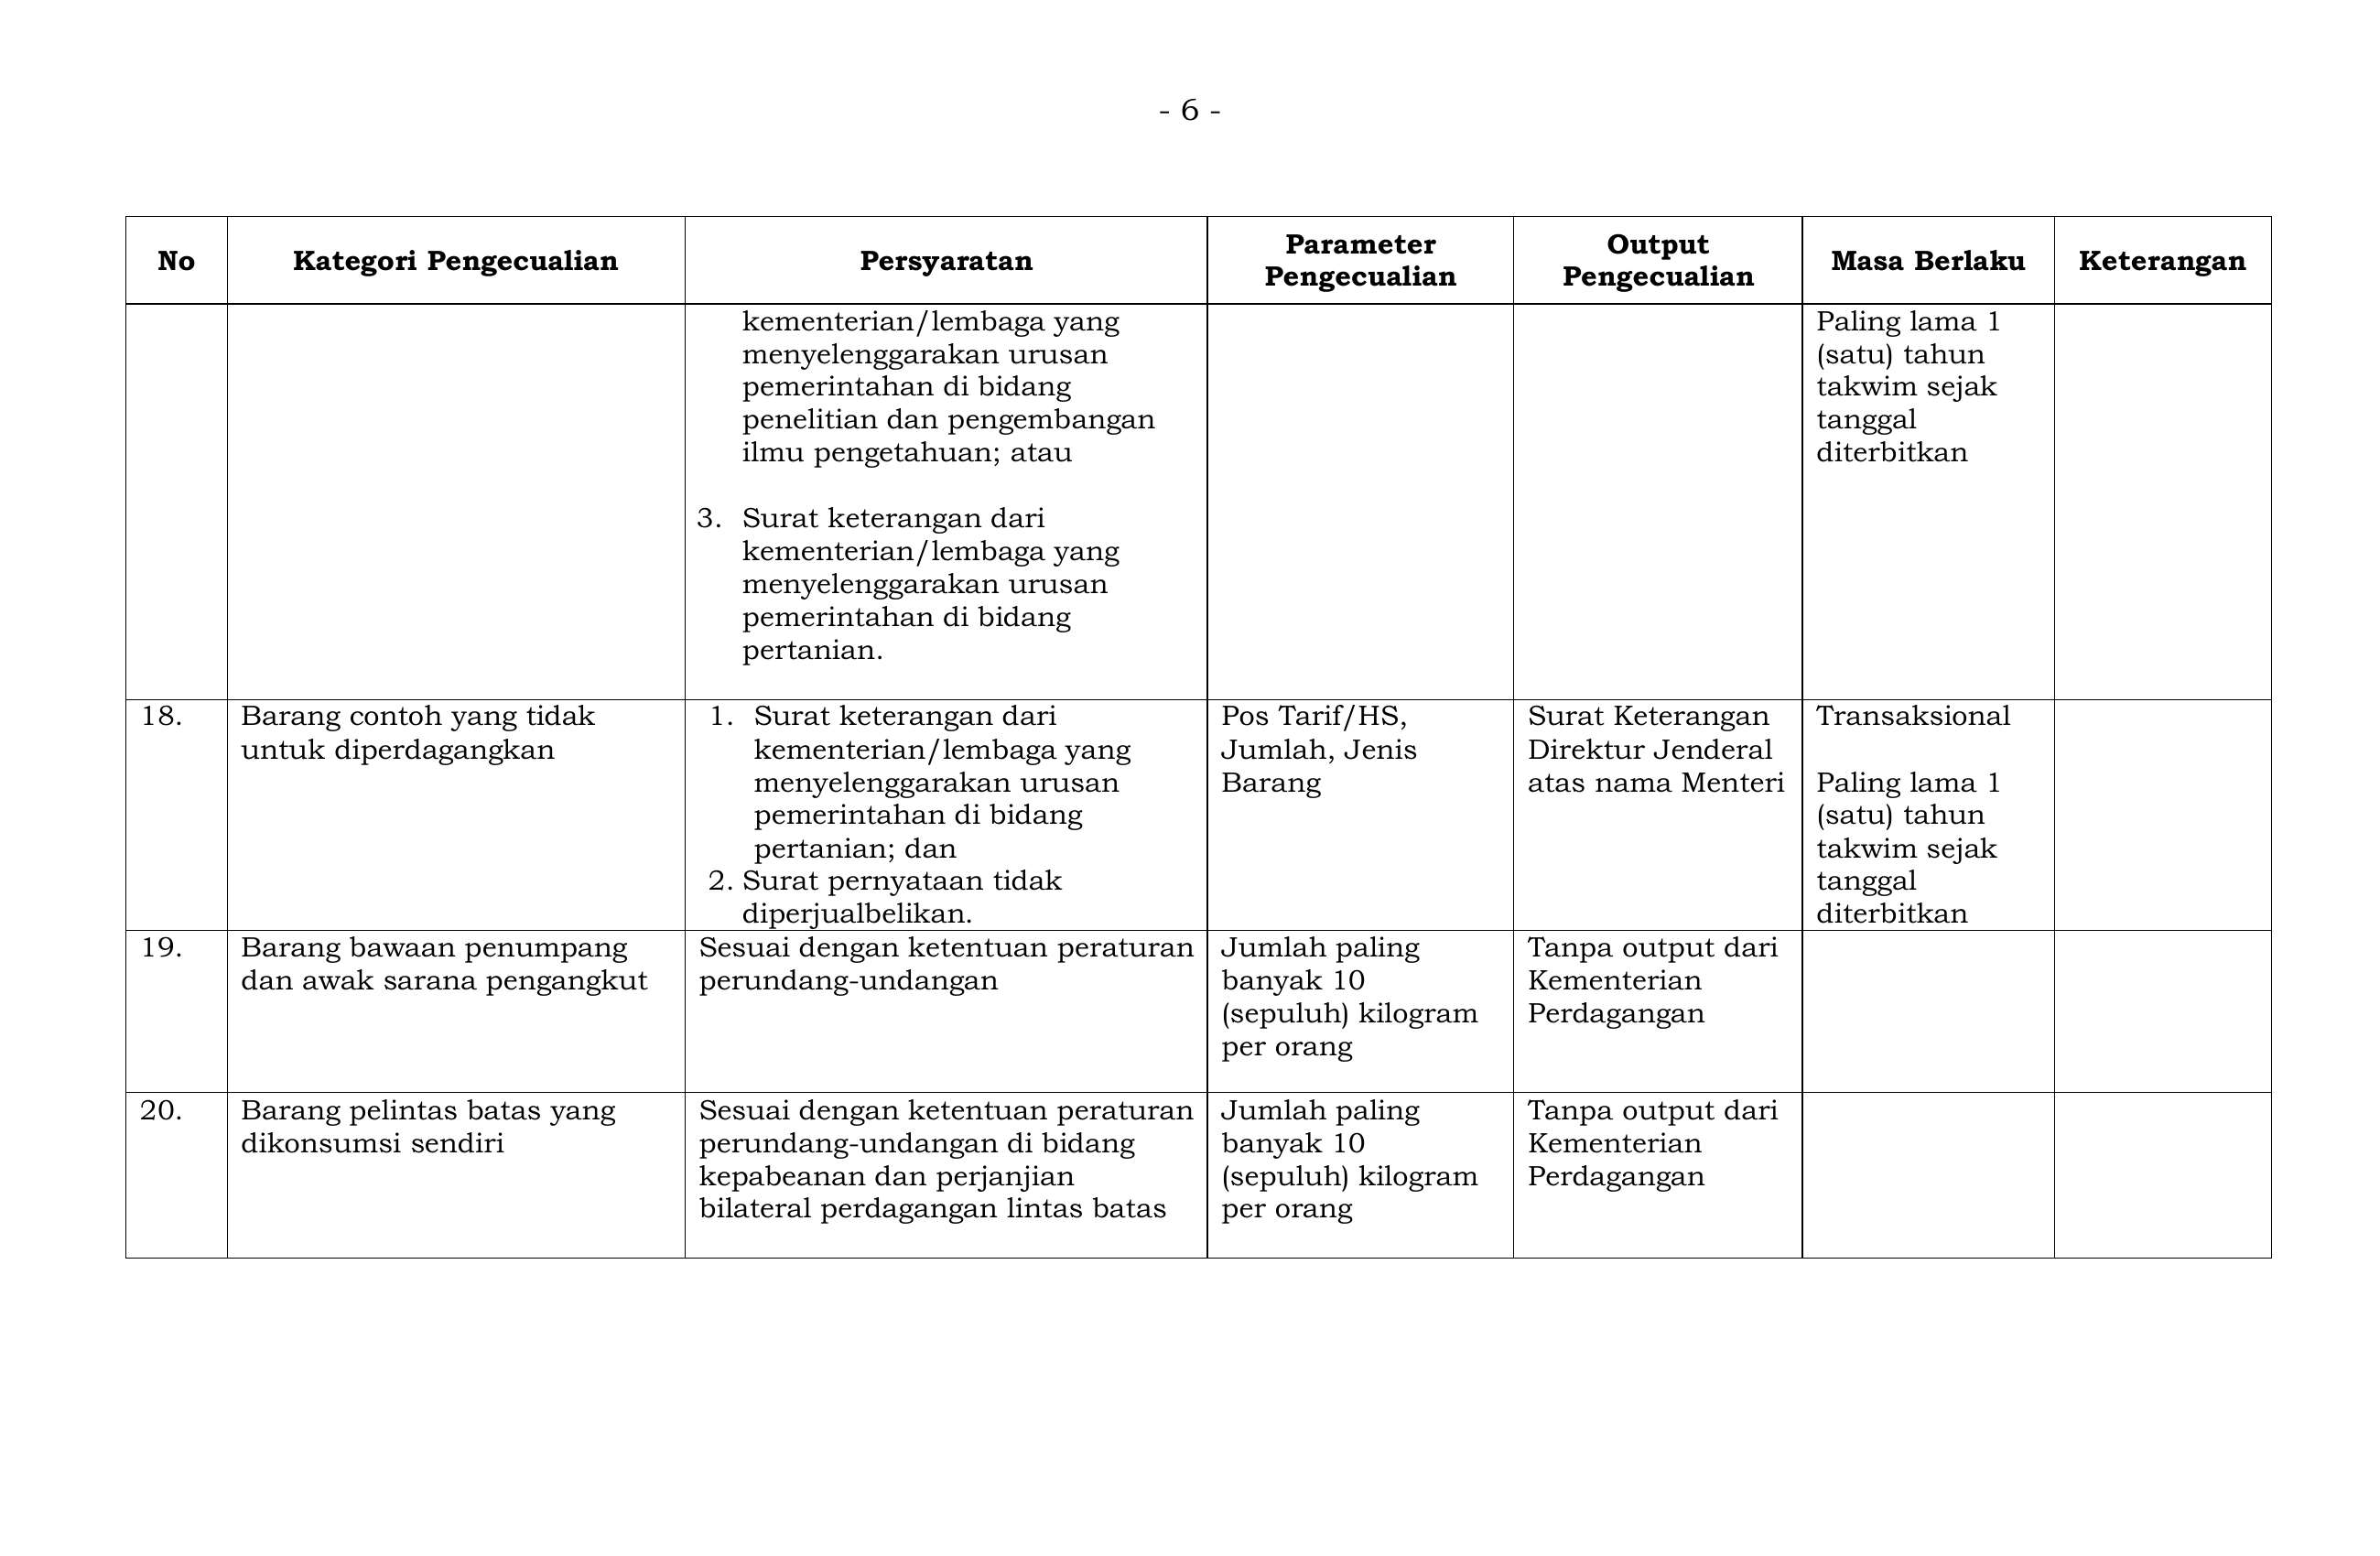 - 6 -
No
Kategori Pengecualian
Persyaratan
Parameter
Pengecualian
Output
Pengecualian
Masa Berlaku
Keterangan
kementerian/lembaga yang
menyelenggarakan urusan
pemerintahan di bidang
penelitian dan pengembangan
ilmu pengetahuan; atau
3. Surat keterangan dari
kementerian/lembaga yang
menyelenggarakan urusan
pemerintahan di bidang
pertanian.
Paling lama 1
(satu) tahun
takwim sejak
tanggal
diterbitkan
18.
Barang contoh yang tidak
untuk diperdagangkan
1. Surat keterangan dari
kementerian/lembaga yang
menyelenggarakan urusan
pemerintahan di bidang
pertanian; dan
2. Surat pernyataan tidak
diperjualbelikan.
Pos Tarif/HS,
Jumlah, Jenis
Barang
Surat Keterangan
Direktur Jenderal
atas nama Menteri
Transaksional
Paling lama 1
(satu) tahun
takwim sejak
tanggal
diterbitkan
19.
Barang bawaan penumpang
dan awak sarana pengangkut
Sesuai dengan ketentuan peraturan
perundang-undangan
Jumlah paling
banyak 10
(sepuluh) kilogram
per orang
Tanpa output dari
Kementerian
Perdagangan
20.
Barang pelintas batas yang
dikonsumsi sendiri
Sesuai dengan ketentuan peraturan
perundang-undangan di bidang
kepabeanan dan perjanjian
bilateral perdagangan lintas batas
Jumlah paling
banyak 10
(sepuluh) kilogram
per orang
Tanpa output dari
Kementerian
Perdagangan